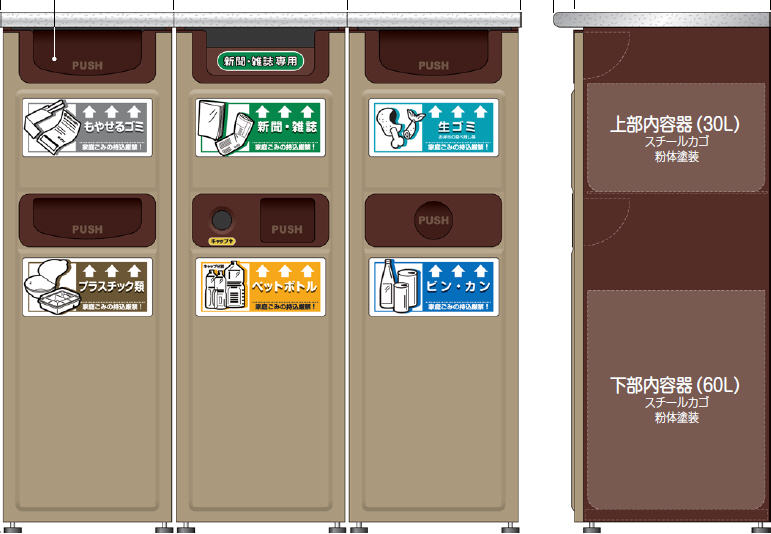 PUSH
新聞・雑誌専用
PUSH
もやせるゴミ
家庭ごみの持込厳禁！
新聞・雑誌
家庭ごみの持込厳禁！
生ゴミ
家庭ごみの持込厳禁！
PUSH
キャップ↑
PUSH
PUSH
プラスチック類
家庭ごみの持込厳禁！
ペットボトル
家庭ごみの持込厳禁！
ビン・カン
家庭ごみの持込厳禁！
上部内容器(30L)
スチールカゴ
粉体塗装
下部内容器(60L)
スチールカゴ
粉体塗装